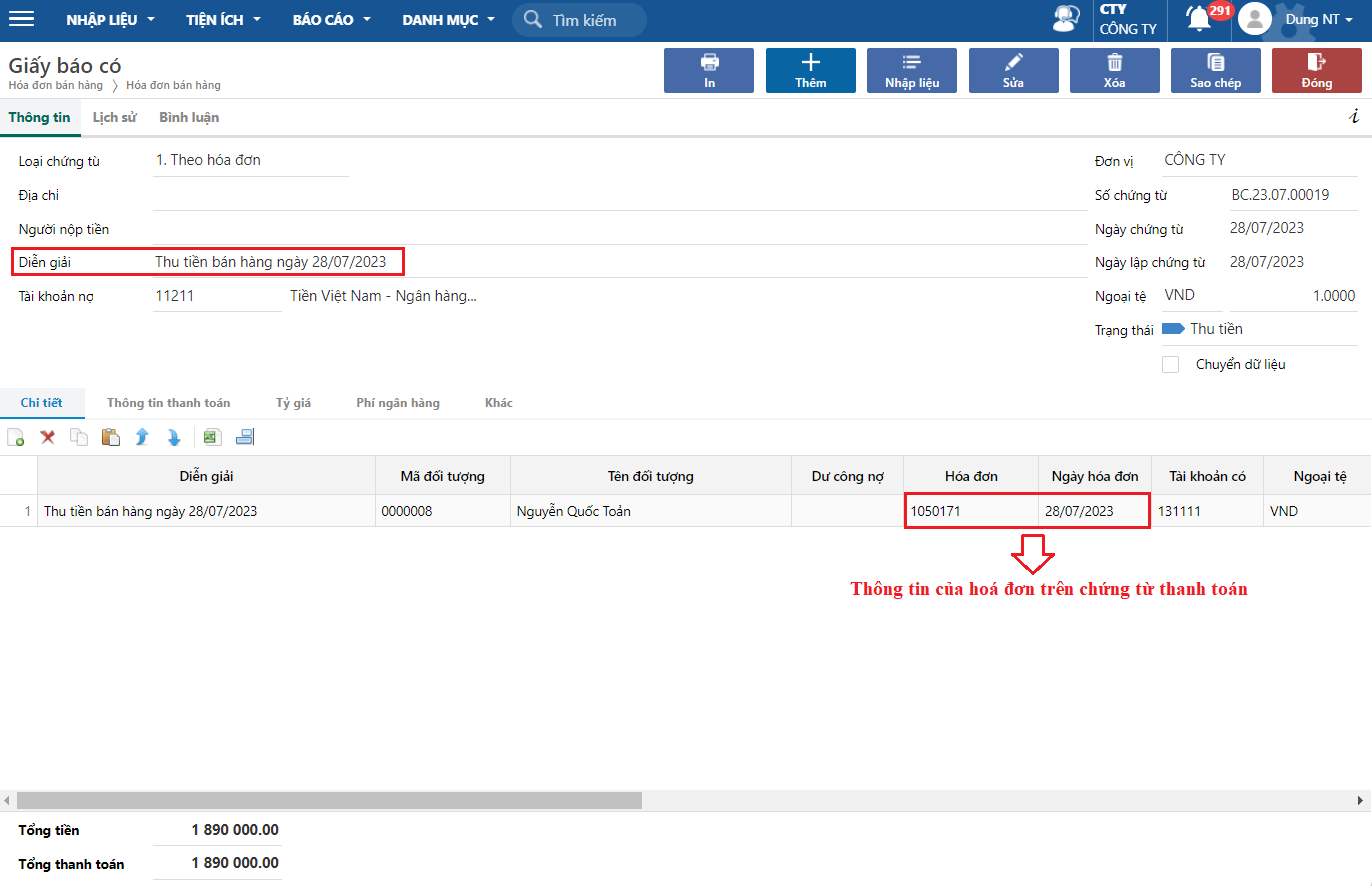 NHẬP LIỆU TIỆN ÍCH BÁO CÁO DANH MỤC Tìm kiếm CTY 291 Dung NT
CÔNG TY
Giấy báo có
Hóa đơn bán hàng 〉 Hóa đơn bán hàng
In Thêm Nhập liệu Sửa Xóa Sao chép Đóng
Thông tin Lịch sử Bình luận i
Loại chứng từ 1. Theo hóa đơn Đơn vị CÔNG TY
Địa chỉ Số chứng từ BC.23.07.00019
Người nộp tiền Ngày chứng từ 28/07/2023
Diễn giải Thu tiền bán hàng ngày 28/07/2023 Ngày lập chứng từ 28/07/2023
Tài khoản nợ 11211 Tiền Việt Nam - Ngân hàng... Ngoại tệ VND 1.0000
Trạng thái Thu tiền
Chuyển dữ liệu
Chi tiết Thông tin thanh toán Tỷ giá Phí ngân hàng Khác
Diễn giải Mã đối tượng Tên đối tượng Dư công nợ Hóa đơn Ngày hóa đơn Tài khoản có Ngoại tệ
1 Thu tiền bán hàng ngày 28/07/2023 0000008 Nguyễn Quốc Toản 1050171 28/07/2023 131111 VND
Thông tin của hoá đơn trên chứng từ thanh toán
Tổng tiền 1 890 000.00
Tổng thanh toán 1 890 000.00